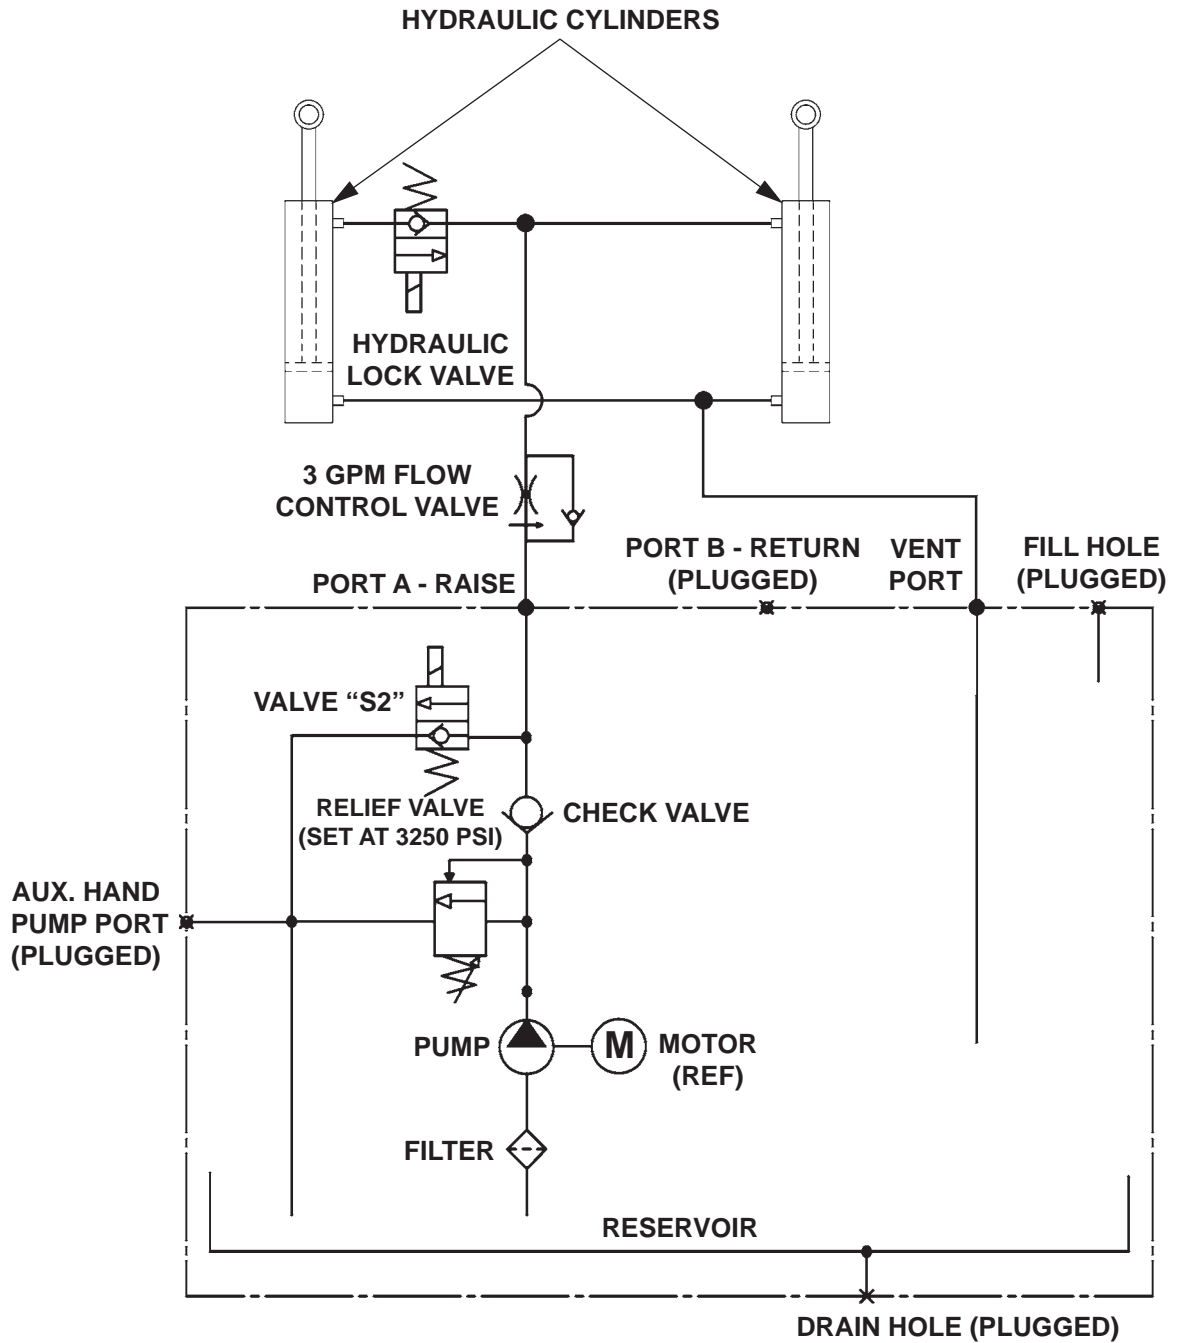 HYDRAULIC CYLINDERS
HYDRAULIC
LOCK VALVE
3 GPM FLOW
CONTROL VALVE
PORT A - RAISE
PORT B - RETURN
(PLUGGED)
VENT
PORT
FILL HOLE
(PLUGGED)
VALVE “S2”
RELIEF VALVE
(SET AT 3250 PSI)
CHECK VALVE
AUX. HAND
PUMP PORT
(PLUGGED)
PUMP
M
MOTOR
(REF)
FILTER
RESERVOIR
DRAIN HOLE (PLUGGED)